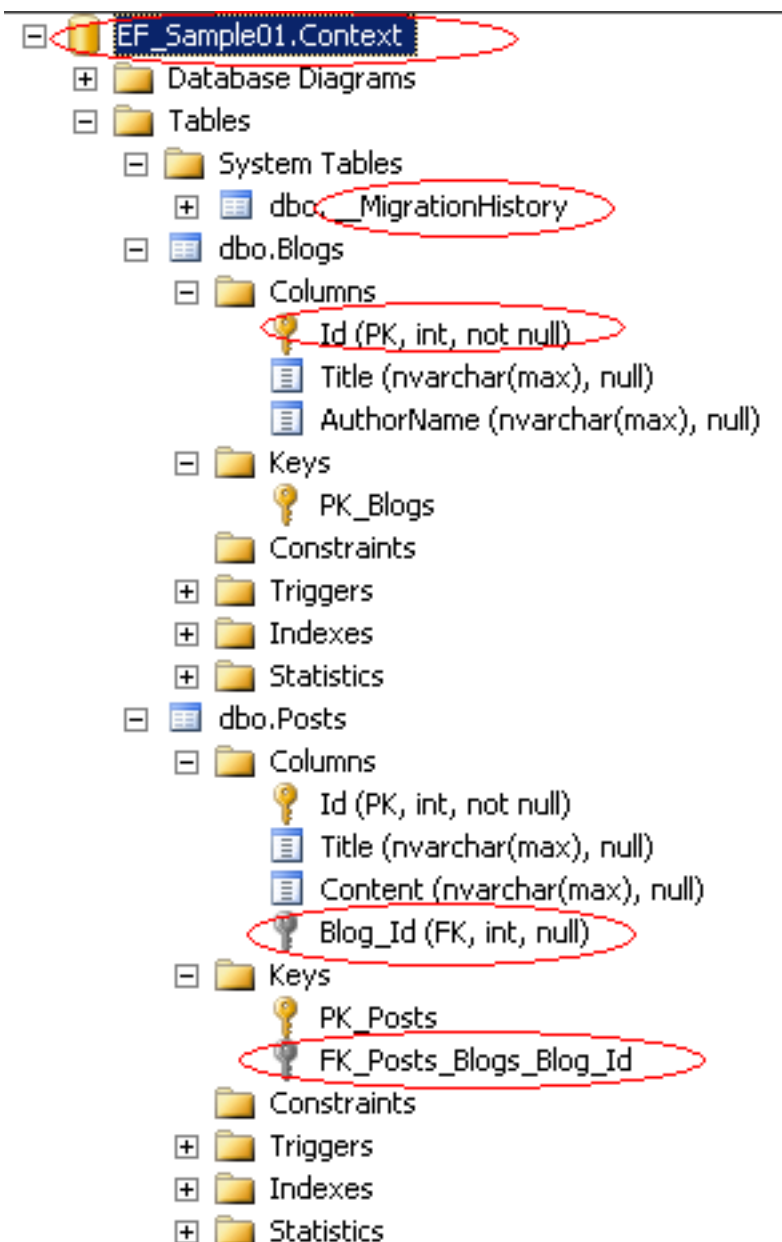 EF_Sample01.Context
Database Diagrams
Tables
System Tables
dbo.__MigrationHistory
dbo.Blogs
Columns
Id (PK, int, not null)
Title (nvarchar(max), null)
AuthorName (nvarchar(max), null)
Keys
PK_Blogs
Constraints
Triggers
Indexes
Statistics
dbo.Posts
Columns
Id (PK, int, not null)
Title (nvarchar(max), null)
Content (nvarchar(max), null)
Blog_Id (FK, int, null)
Keys
PK_Posts
FK_Posts_Blogs_Blog_Id
Constraints
Triggers
Indexes
Statistics